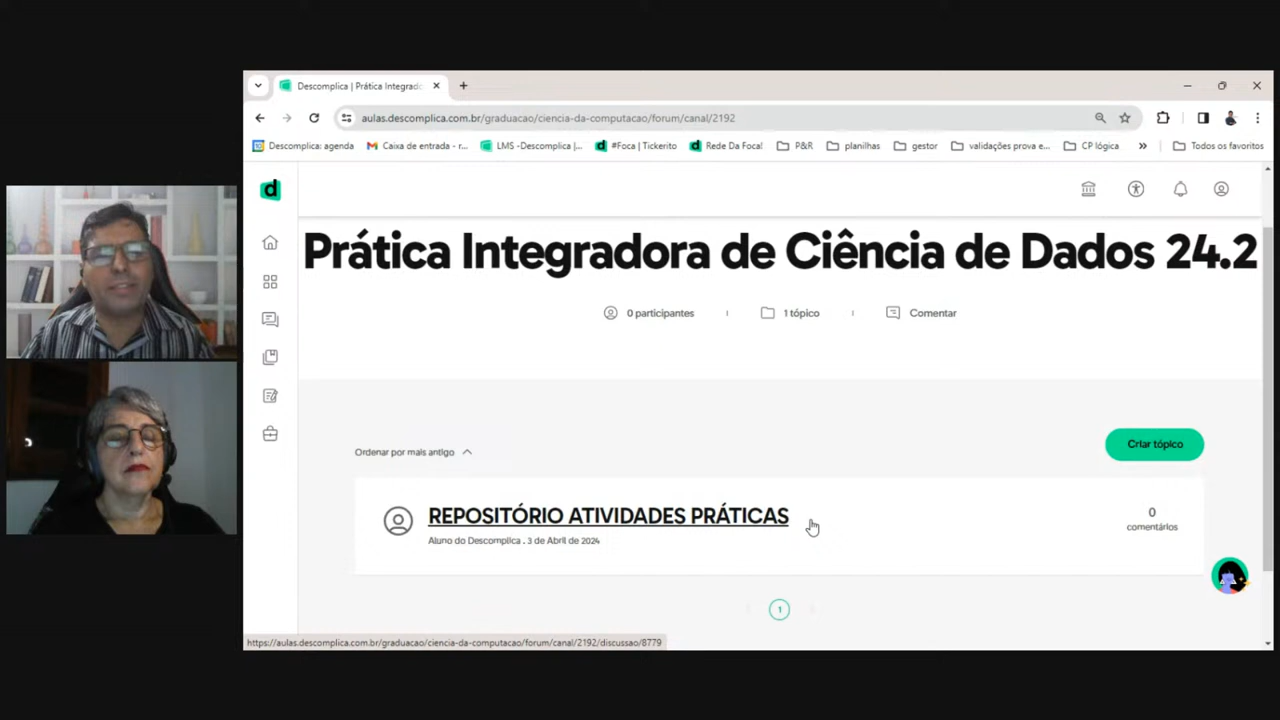 Descomplica | Prática Integrado
aulas.descomplica.com.br/graduacao/ciencia-da-computacao/forum/canal/2192
Descomplica: agenda
Caixa de entrada - r...
LMS -Descomplica |...
#Foca | Tickerito
Rede Da Foca!
P&R
planilhas
gestor
validações prova e...
CP lógica
»
Todos os favoritos
d
Prática Integradora de Ciência de Dados 24.2
0 participantes
1 tópico
Comentar
Ordenar por mais antigo
Criar tópico
REPOSITÓRIO ATIVIDADES PRÁTICAS
Aluno do Descomplica . 3 de Abril de 2024
0
comentários
1
https://aulas.descomplica.com.br/graduacao/ciencia-da-computacao/forum/canal/2192/discussao/8779